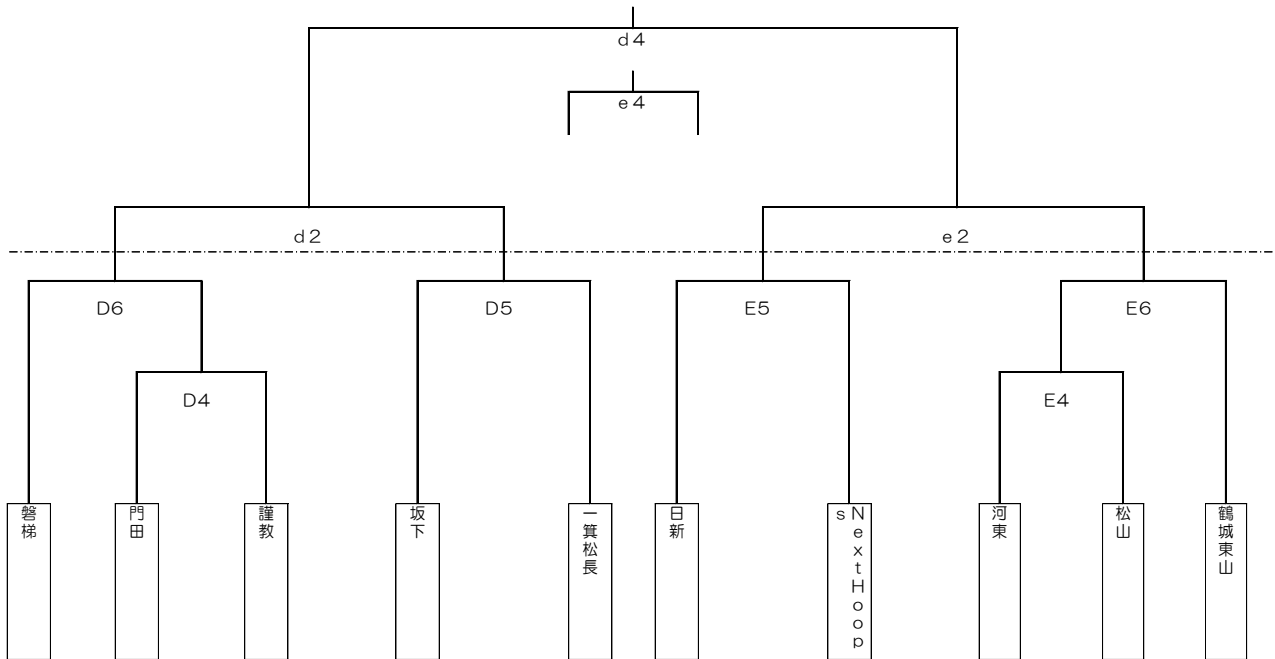 ｄ４
ｅ４
ｄ２
ｅ２
Ｄ６
Ｄ５
Ｅ５
Ｅ６
Ｄ４
Ｅ４
磐梯
門田
謹教
坂下
一箕松長
日新
ＮｅｘｔＨｏｏｐ
ｓ
河東
松山
鶴城東山